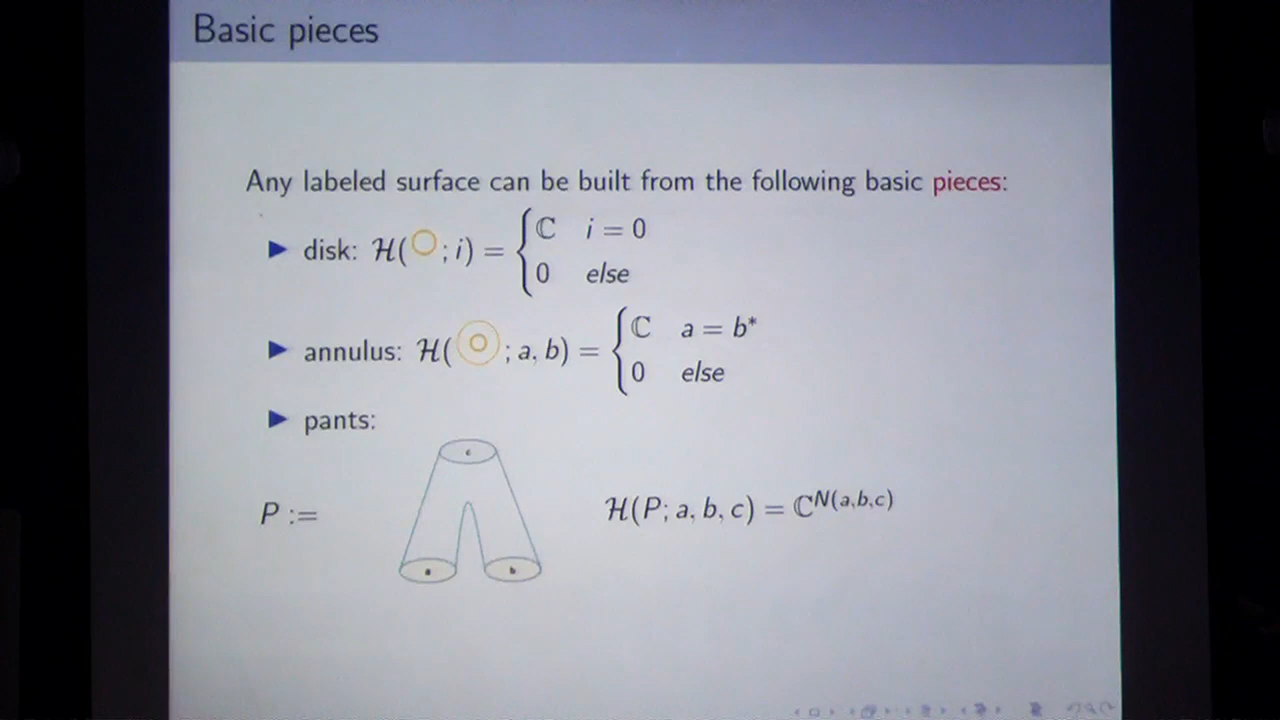 Basic pieces
Any labeled surface can be built from the following basic pieces:
▶ disk: ℋ(○; i) = { ℂ i = 0
0 else
▶ annulus: ℋ(◎; a, b) = { ℂ a = b*
0 else
▶ pants:
c
P := ℋ(P; a, b, c) = ℂ^N(a,b,c)
a b